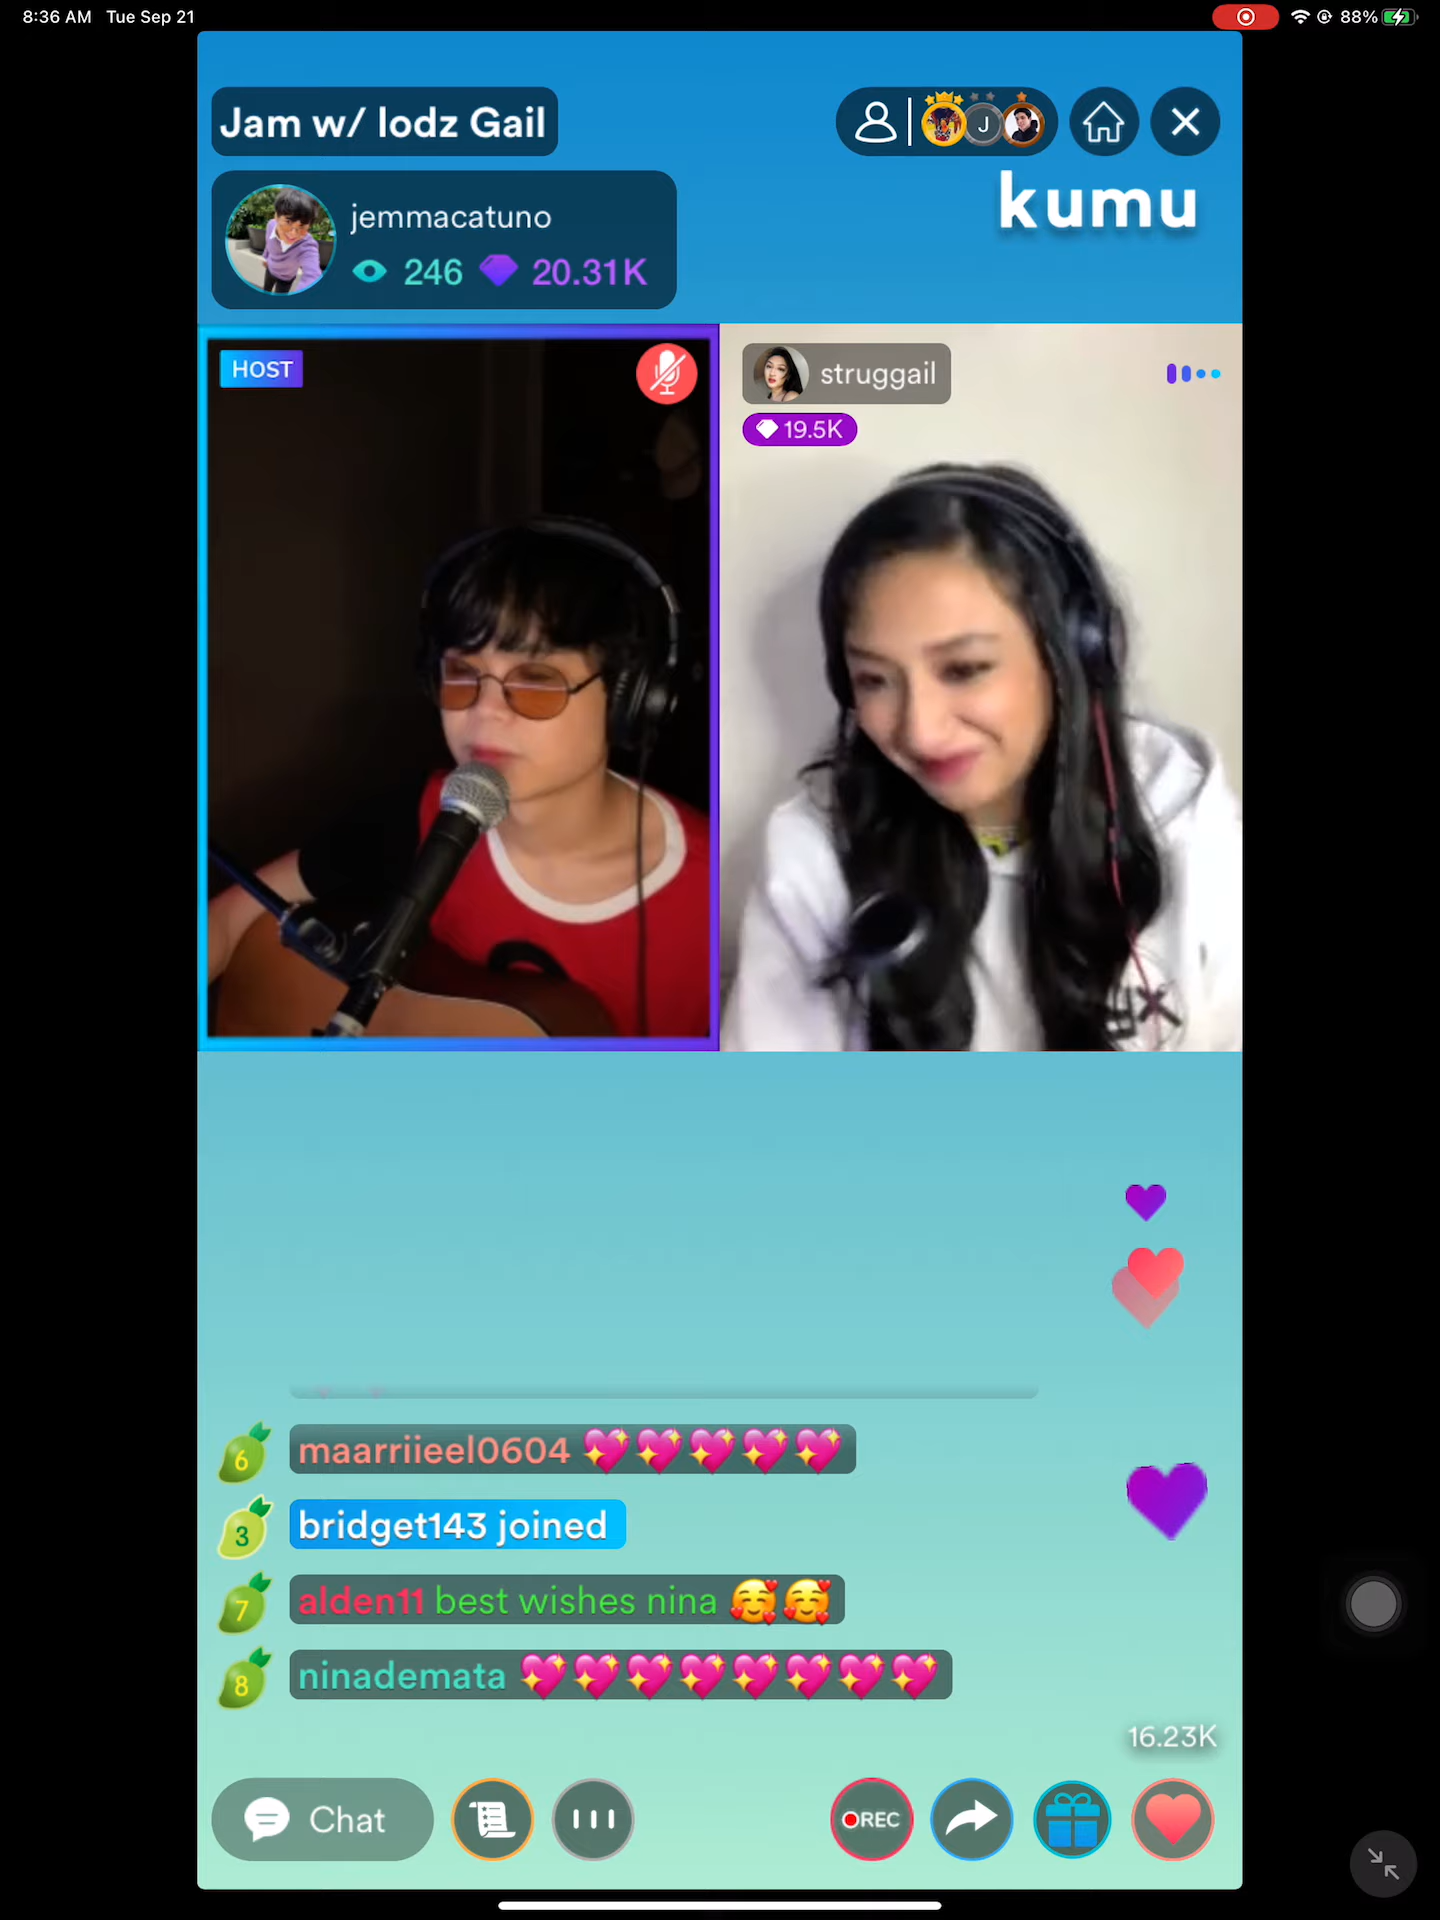 8:36 AM Tue Sep 21
88%
Jam w/ lodz Gail
J
jemmacatuno
kumu
246 20.31K
HOST
struggail
19.5K
6 maarriieel0604 💖💖💖💖💖
3 bridget143 joined
7 alden11 best wishes nina 🥰🥰
8 ninademata 💖💖💖💖💖💖💖💖
16.23K
Chat
REC